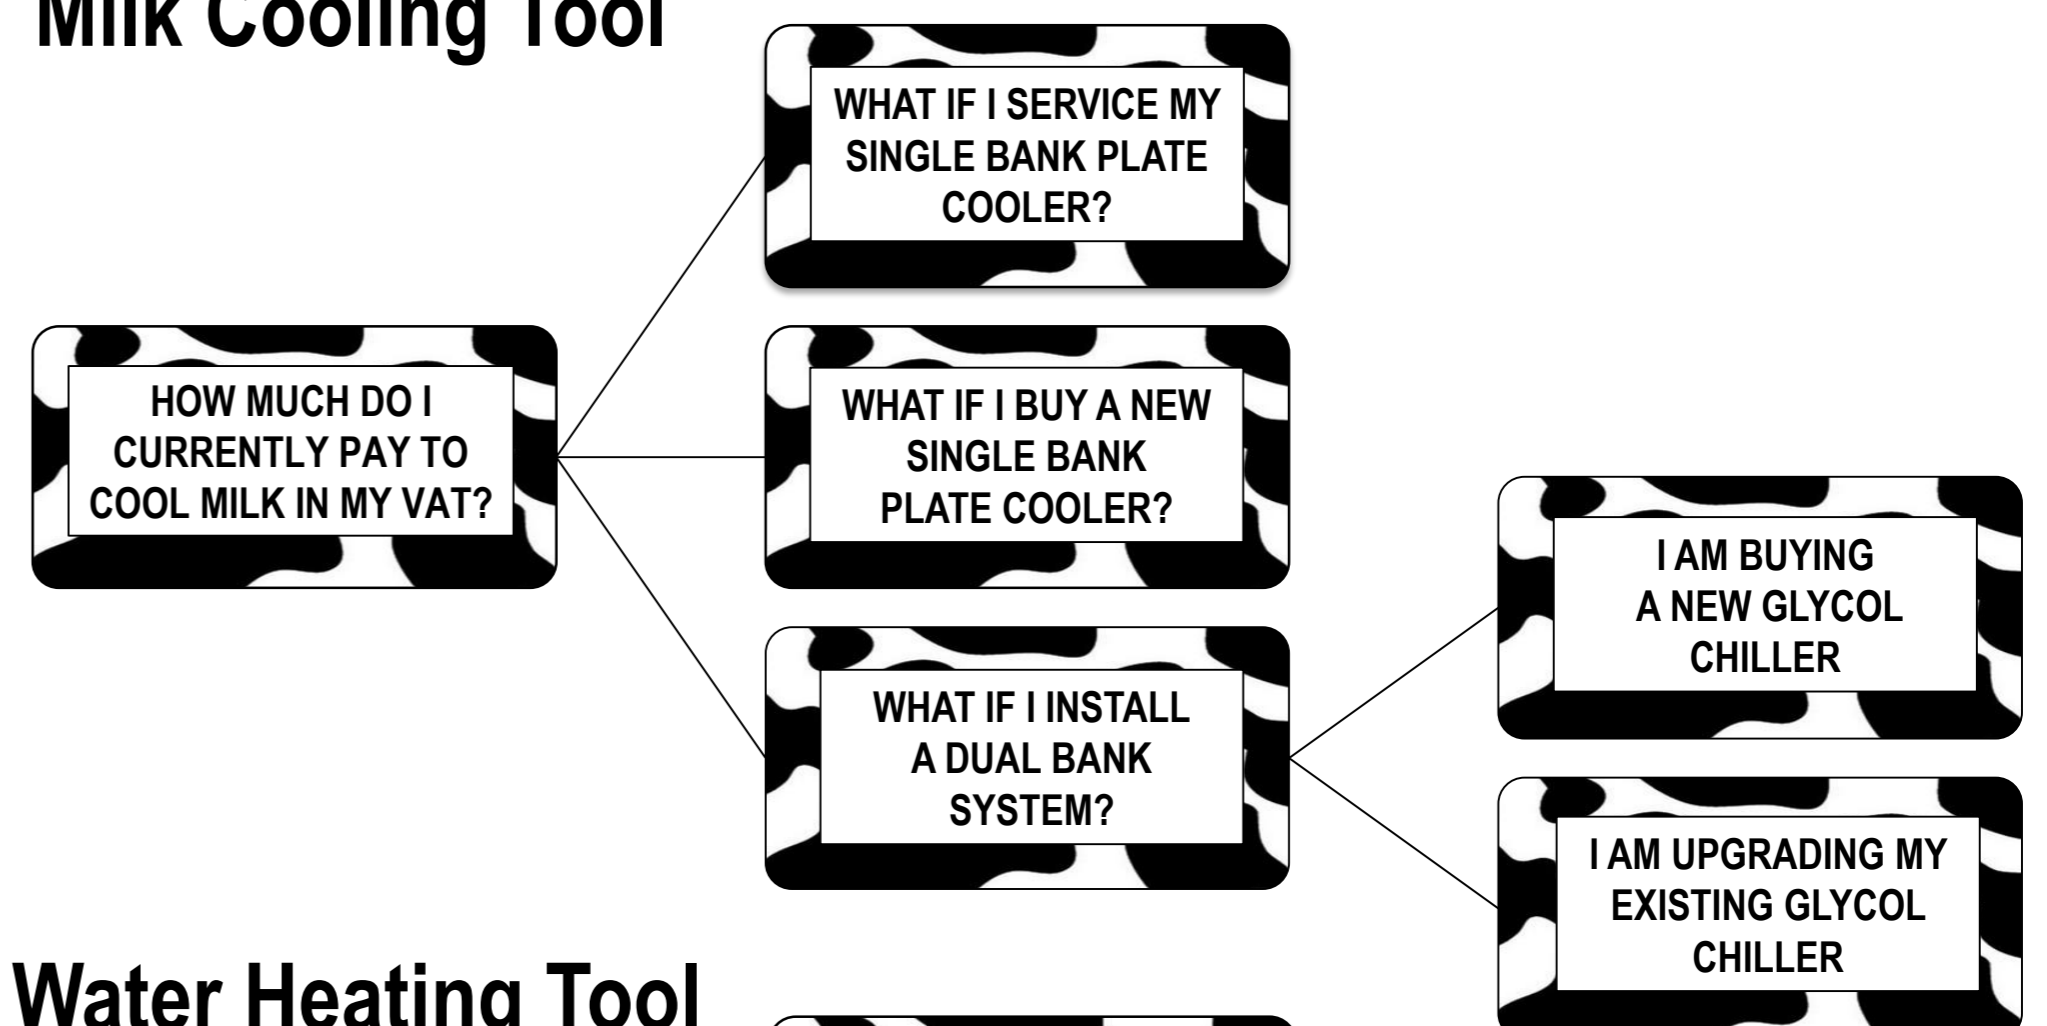 Milk Cooling Tool
WHAT IF I SERVICE MY
SINGLE BANK PLATE
COOLER?
HOW MUCH DO I
CURRENTLY PAY TO
COOL MILK IN MY VAT?
WHAT IF I BUY A NEW
SINGLE BANK
PLATE COOLER?
WHAT IF I INSTALL
A DUAL BANK
SYSTEM?
I AM BUYING
A NEW GLYCOL
CHILLER
I AM UPGRADING MY
EXISTING GLYCOL
CHILLER
Water Heating Tool